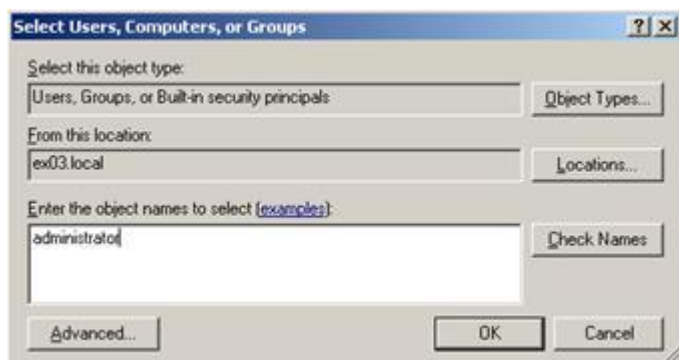 Select Users, Computers, or Groups
Select this object type:
Users, Groups, or Built-in security principals
Object Types...
From this location:
ex03.local
Locations...
Enter the object names to select (examples):
administrator
Check Names
Advanced...
OK
Cancel